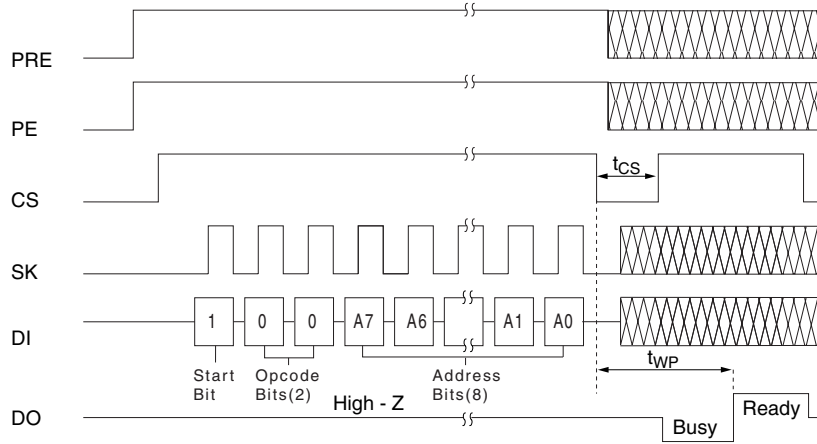 PRE
PE
CS
tCS
SK
DI
1 0 0 A7 A6 A1 A0
Start
Bit
Opcode
Bits(2)
Address
Bits(8)
tWP
DO
High - Z
Busy
Ready